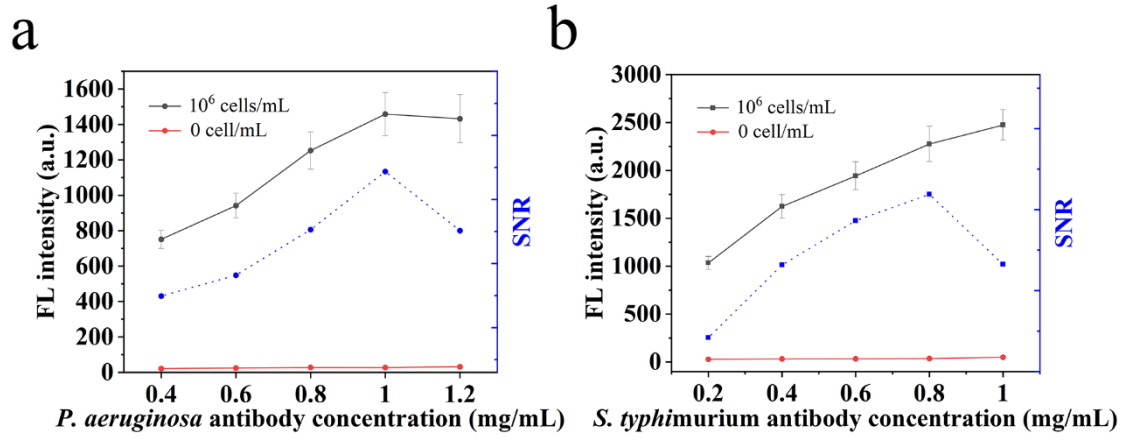 a
1600
1400
1200
1000
800
600
400
200
0
FL intensity (a.u.)
10⁶ cells/mL
0 cell/mL
SNR
0.4 0.6 0.8 1 1.2
P. aeruginosa antibody concentration (mg/mL)
b
3000
2500
2000
1500
1000
500
0
FL intensity (a.u.)
10⁶ cells/mL
0 cell/mL
SNR
0.2 0.4 0.6 0.8 1
S. typhimurium antibody concentration (mg/mL)